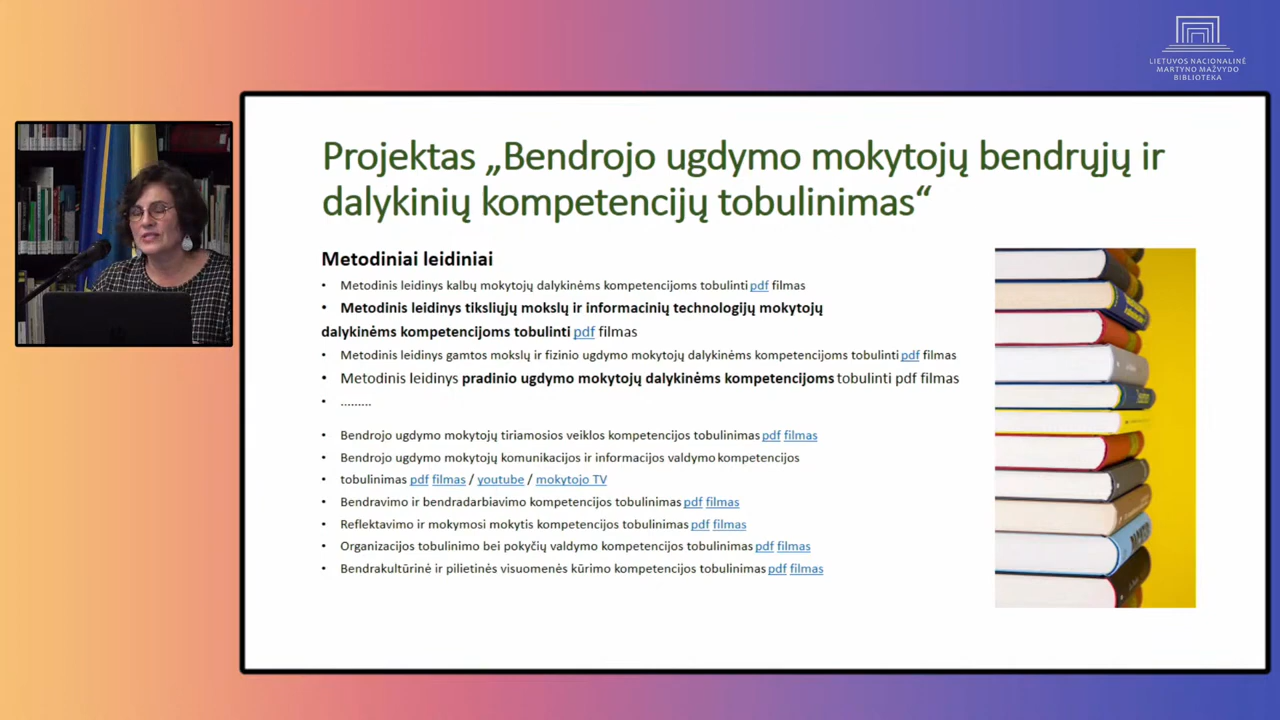 LIETUVOS NACIONALINĖ
MARTYNO MAŽVYDO
BIBLIOTEKA
Projektas „Bendrojo ugdymo mokytojų bendrųjų ir
dalykinių kompetencijų tobulinimas“
Metodiniai leidiniai
• Metodinis leidinys kalbų mokytojų dalykinėms kompetencijoms tobulinti pdf filmas
• Metodinis leidinys tiksliųjų mokslų ir informacinių technologijų mokytojų
dalykinėms kompetencijoms tobulinti pdf filmas
• Metodinis leidinys gamtos mokslų ir fizinio ugdymo mokytojų dalykinėms kompetencijoms tobulinti pdf filmas
• Metodinis leidinys pradinio ugdymo mokytojų dalykinėms kompetencijoms tobulinti pdf filmas
• .........
• Bendrojo ugdymo mokytojų tiriamosios veiklos kompetencijos tobulinimas pdf filmas
• Bendrojo ugdymo mokytojų komunikacijos ir informacijos valdymo kompetencijos
• tobulinimas pdf filmas / youtube / mokytojo TV
• Bendravimo ir bendradarbiavimo kompetencijos tobulinimas pdf filmas
• Reflektavimo ir mokymosi mokytis kompetencijos tobulinimas pdf filmas
• Organizacijos tobulinimo bei pokyčių valdymo kompetencijos tobulinimas pdf filmas
• Bendrakultūrinė ir pilietinės visuomenės kūrimo kompetencijos tobulinimas pdf filmas